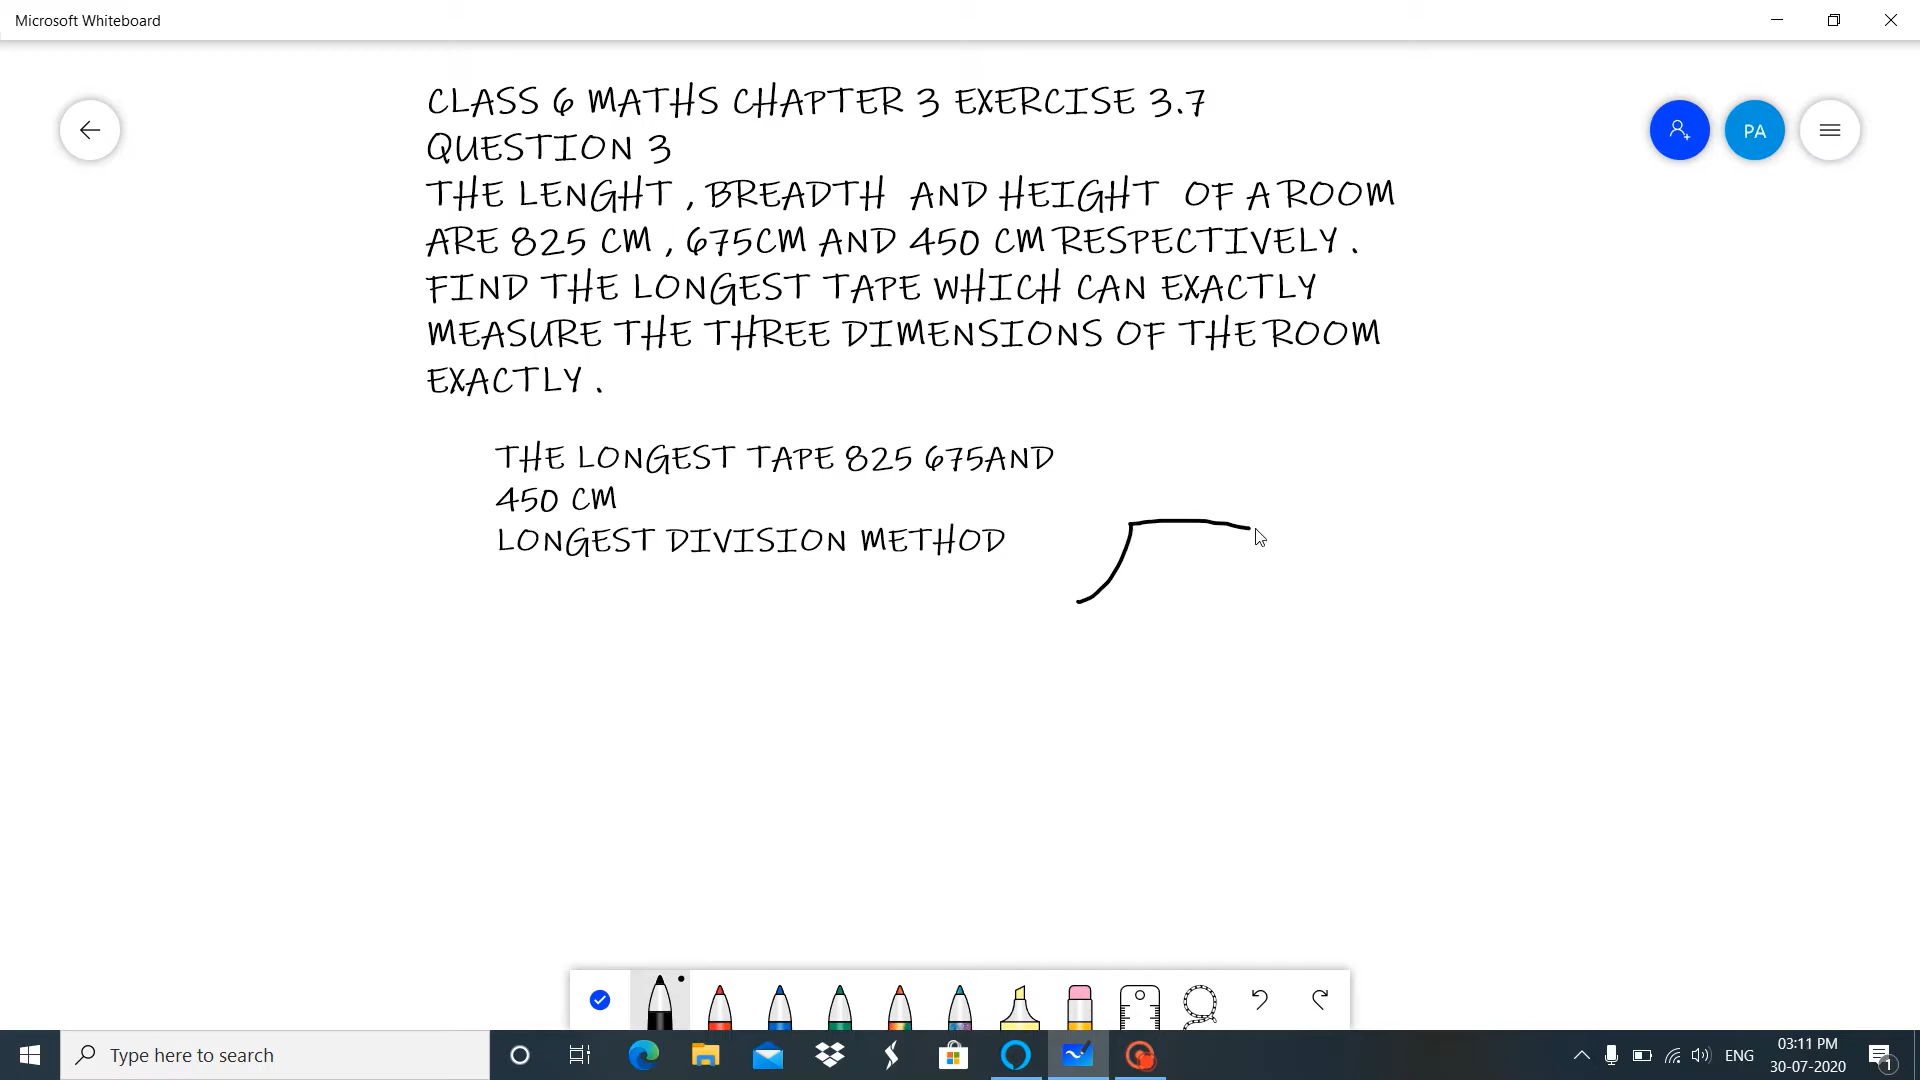 Microsoft Whiteboard
CLASS 6 MATHS CHAPTER 3 EXERCISE 3.7
QUESTION 3
THE LENGHT , BREADTH AND HEIGHT OF A ROOM
ARE 825 CM , 675CM AND 450 CM RESPECTIVELY .
FIND THE LONGEST TAPE WHICH CAN EXACTLY
MEASURE THE THREE DIMENSIONS OF THE ROOM
EXACTLY .
PA
THE LONGEST TAPE 825 675AND
450 CM
LONGEST DIVISION METHOD
Type here to search
ENG
03:11 PM
30-07-2020
1